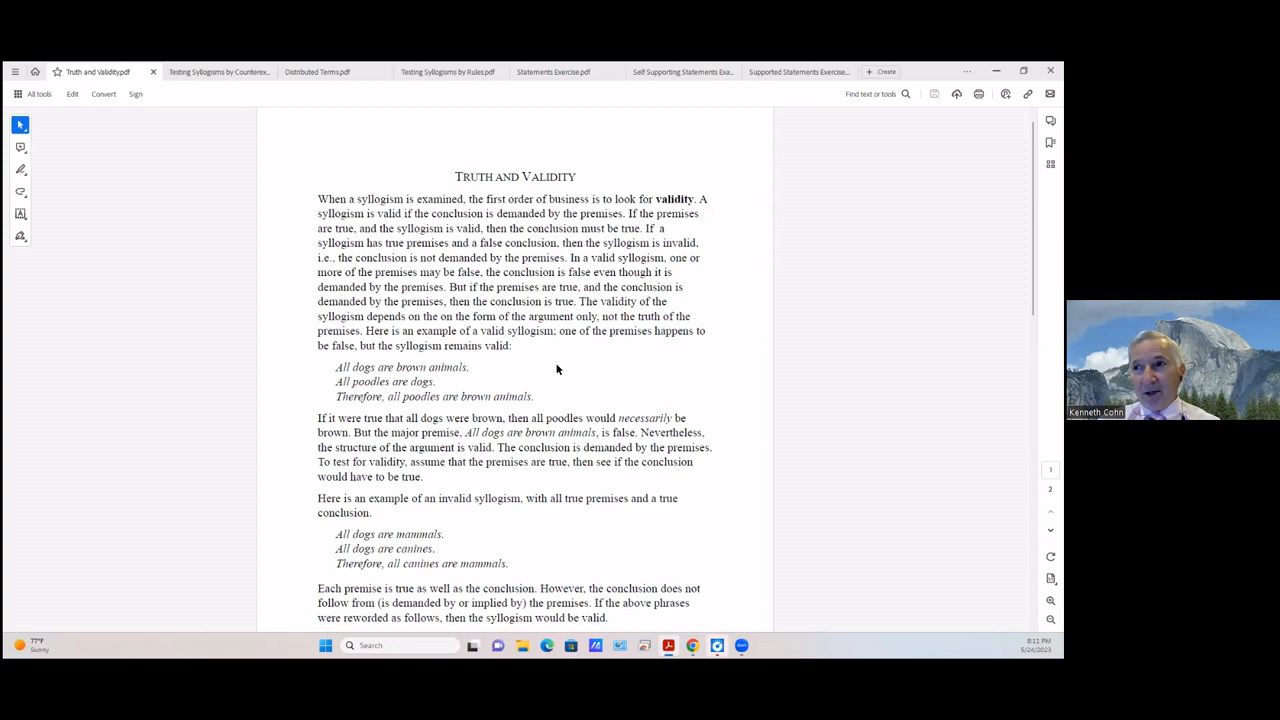 Truth and Validity.pdf
Testing Syllogisms by Counterex...
Distributed Terms.pdf
Testing Syllogisms by Rules.pdf
Statements Exercise.pdf
Self Supporting Statements Exa...
Supported Statements Exercise...
Create
All tools
Edit
Convert
Sign
Find text or tools
TRUTH AND VALIDITY
When a syllogism is examined, the first order of business is to look for validity. A
syllogism is valid if the conclusion is demanded by the premises. If the premises
are true, and the syllogism is valid, then the conclusion must be true. If a
syllogism has true premises and a false conclusion, then the syllogism is invalid,
i.e., the conclusion is not demanded by the premises. In a valid syllogism, one or
more of the premises may be false, the conclusion is false even though it is
demanded by the premises. But if the premises are true, and the conclusion is
demanded by the premises, then the conclusion is true. The validity of the
syllogism depends on the on the form of the argument only, not the truth of the
premises. Here is an example of a valid syllogism; one of the premises happens to
be false, but the syllogism remains valid:
All dogs are brown animals.
All poodles are dogs.
Therefore, all poodles are brown animals.
If it were true that all dogs were brown, then all poodles would necessarily be
brown. But the major premise, All dogs are brown animals, is false. Nevertheless,
the structure of the argument is valid. The conclusion is demanded by the premises.
To test for validity, assume that the premises are true, then see if the conclusion
would have to be true.
Here is an example of an invalid syllogism, with all true premises and a true
conclusion.
All dogs are mammals.
All dogs are canines.
Therefore, all canines are mammals.
Each premise is true as well as the conclusion. However, the conclusion does not
follow from (is demanded by or implied by) the premises. If the above phrases
were reworded as follows, then the syllogism would be valid.
Kenneth Cohn
1
2
77°F
Sunny
Search
8:11 PM
5/24/2023